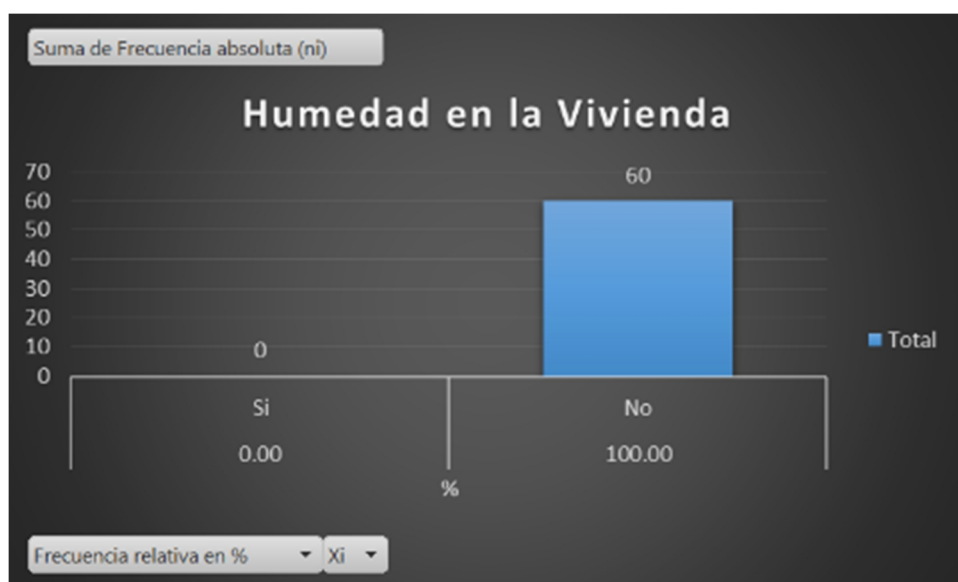 Suma de Frecuencia absoluta (ni)
Humedad en la Vivienda
70
60
50
40
30
20
10
0
0
60
Si
No
0.00
100.00
%
Total
Frecuencia relativa en %
Xi